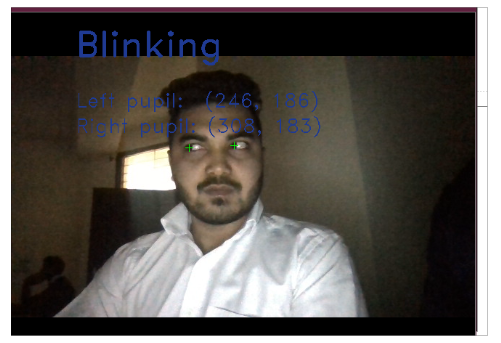 Blinking
Left pupil: (246, 186)
Right pupil: (303, 183)